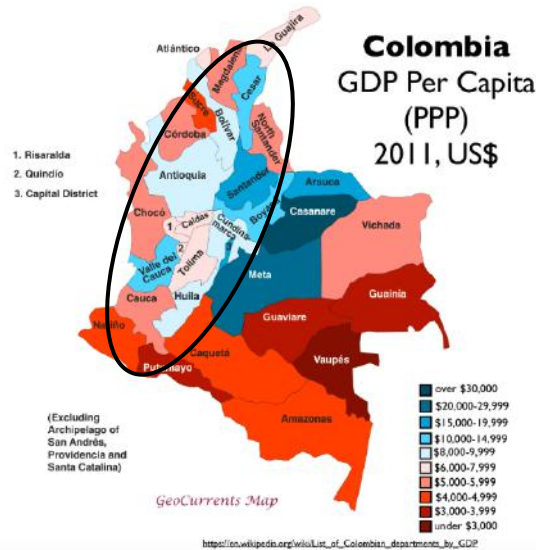 Colombia
GDP Per Capita
(PPP)
2011, US$
La Guajira
Atlántico
Magdalena
Cesar
Sucre
Bolívar
North
Santander
Córdoba
1. Risaralda
2. Quindío
3. Capital District
Antioquia
Santander
Arauca
Boyacá
Casanare
Chocó
1
Caldas
Cundina-
marca
Vichada
2
3
Valle del
Cauca
Tolima
Meta
Cauca
Huila
Guainía
Guaviare
Nariño
Caquetá
Vaupés
Putumayo
Amazonas
(Excluding
Archipelago of
San Andrés,
Providencia and
Santa Catalina)
over $30,000
$20,000-29,999
$15,000-19,999
$10,000-14,999
$8,000-9,999
$6,000-7,999
$5,000-5,999
$4,000-4,999
$3,000-3,999
under $3,000
GeoCurrents Map
https://en.wikipedia.org/wiki/List_of_Colombian_departments_by_GDP